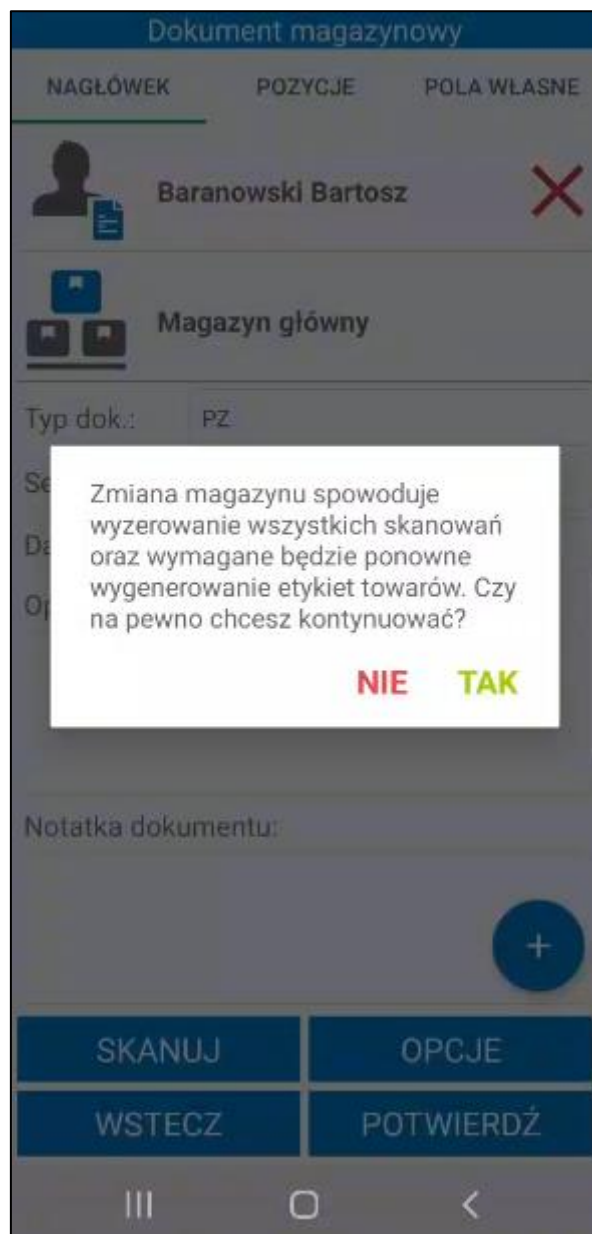 Dokument magazynowy
NAGŁÓWEK POZYCJE POLA WŁASNE
Baranowski Bartosz
Magazyn główny
Typ dok.: PZ
Zmiana magazynu spowoduje
wyzerowanie wszystkich skanowań
oraz wymagane będzie ponowne
wygenerowanie etykiet towarów. Czy
na pewno chcesz kontynuować?
NIE TAK
Notatka dokumentu:
+
SKANUJ OPCJE
WSTECZ POTWIERDŹ